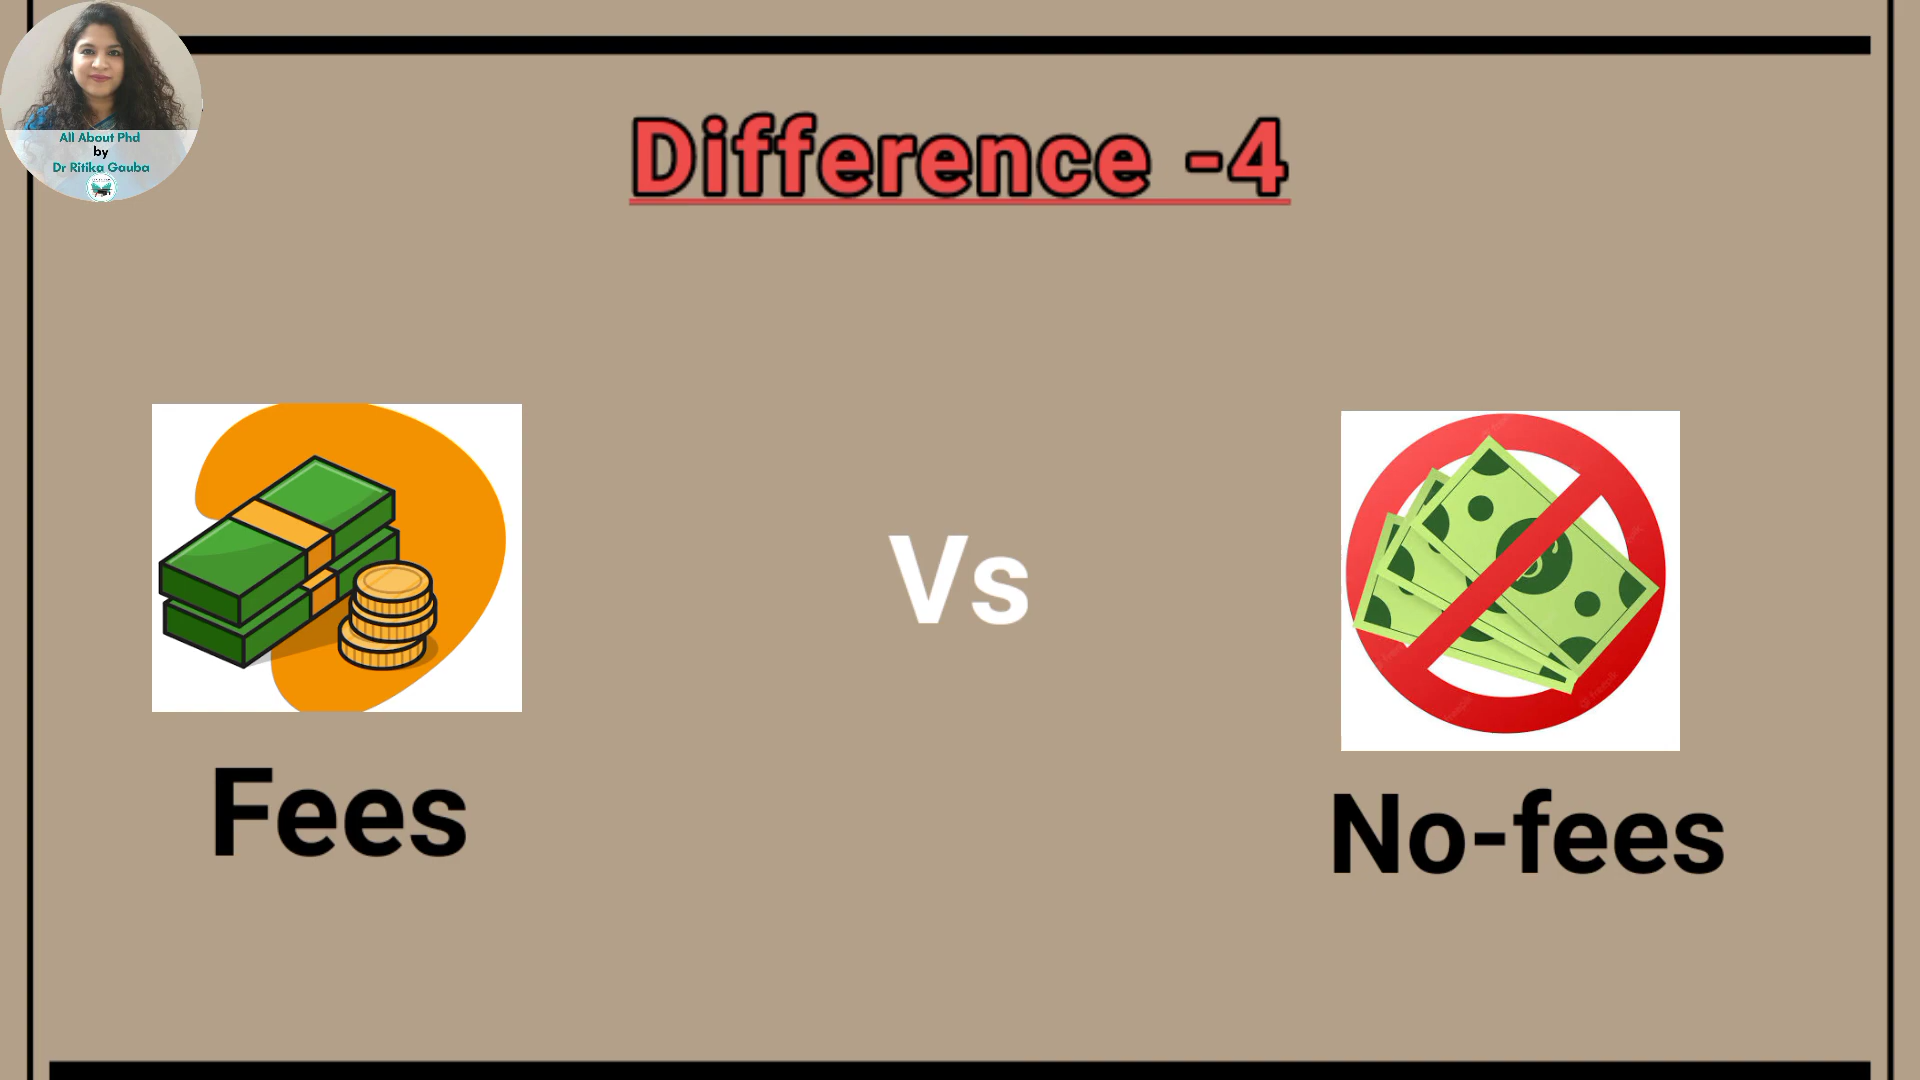 All About Phd
by
Dr Ritika Gauba
Difference -4
Vs
Fees
No-fees